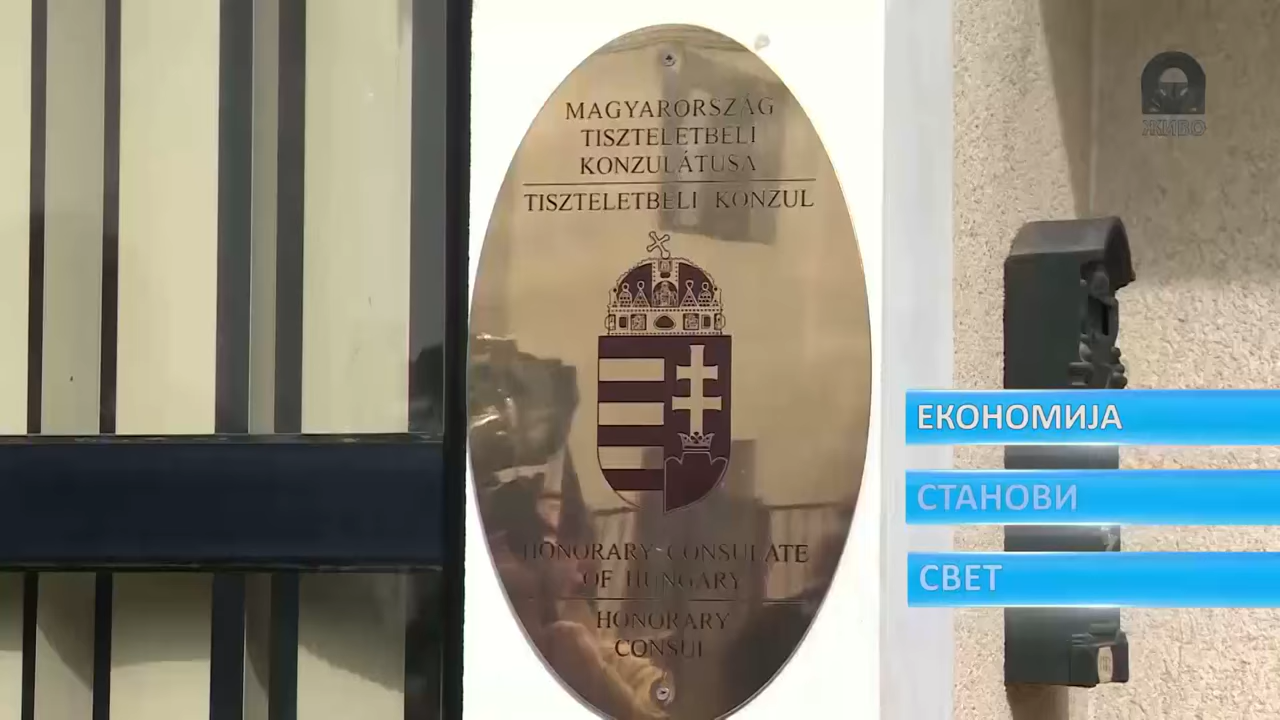 MAGYARORSZÁG
TISZTELETBELI
KONZULÁTUSA
TISZTELETBELI KONZUL
HONORARY CONSULATE
OF HUNGARY
HONORARY
CONSUL
ЖИВО
ЕКОНОМИЈА
СТАНОВИ
СВЕТ